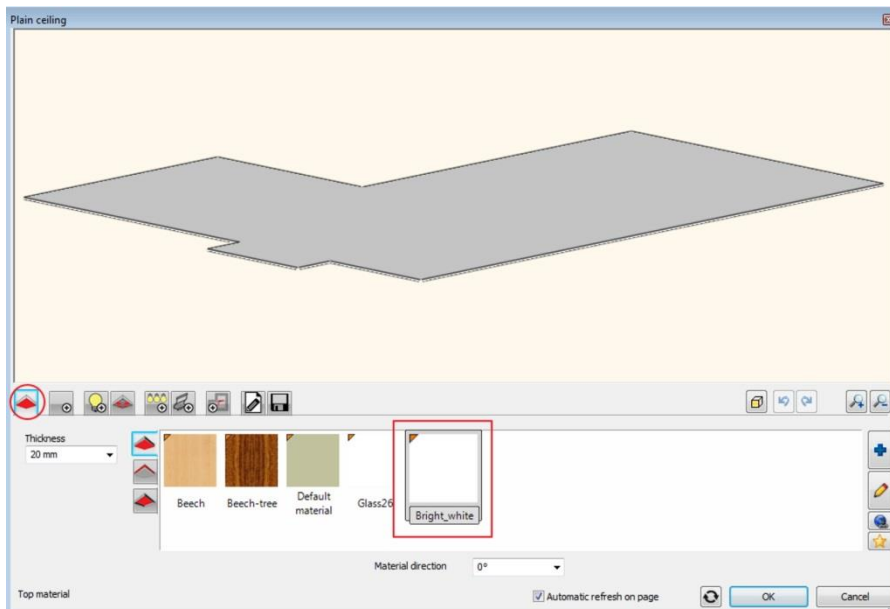 Plain ceiling
Thickness
20 mm
Beech
Beech-tree
Default
material
Glass26
Bright_white
Material direction
0°
Top material
Automatic refresh on page
OK
Cancel